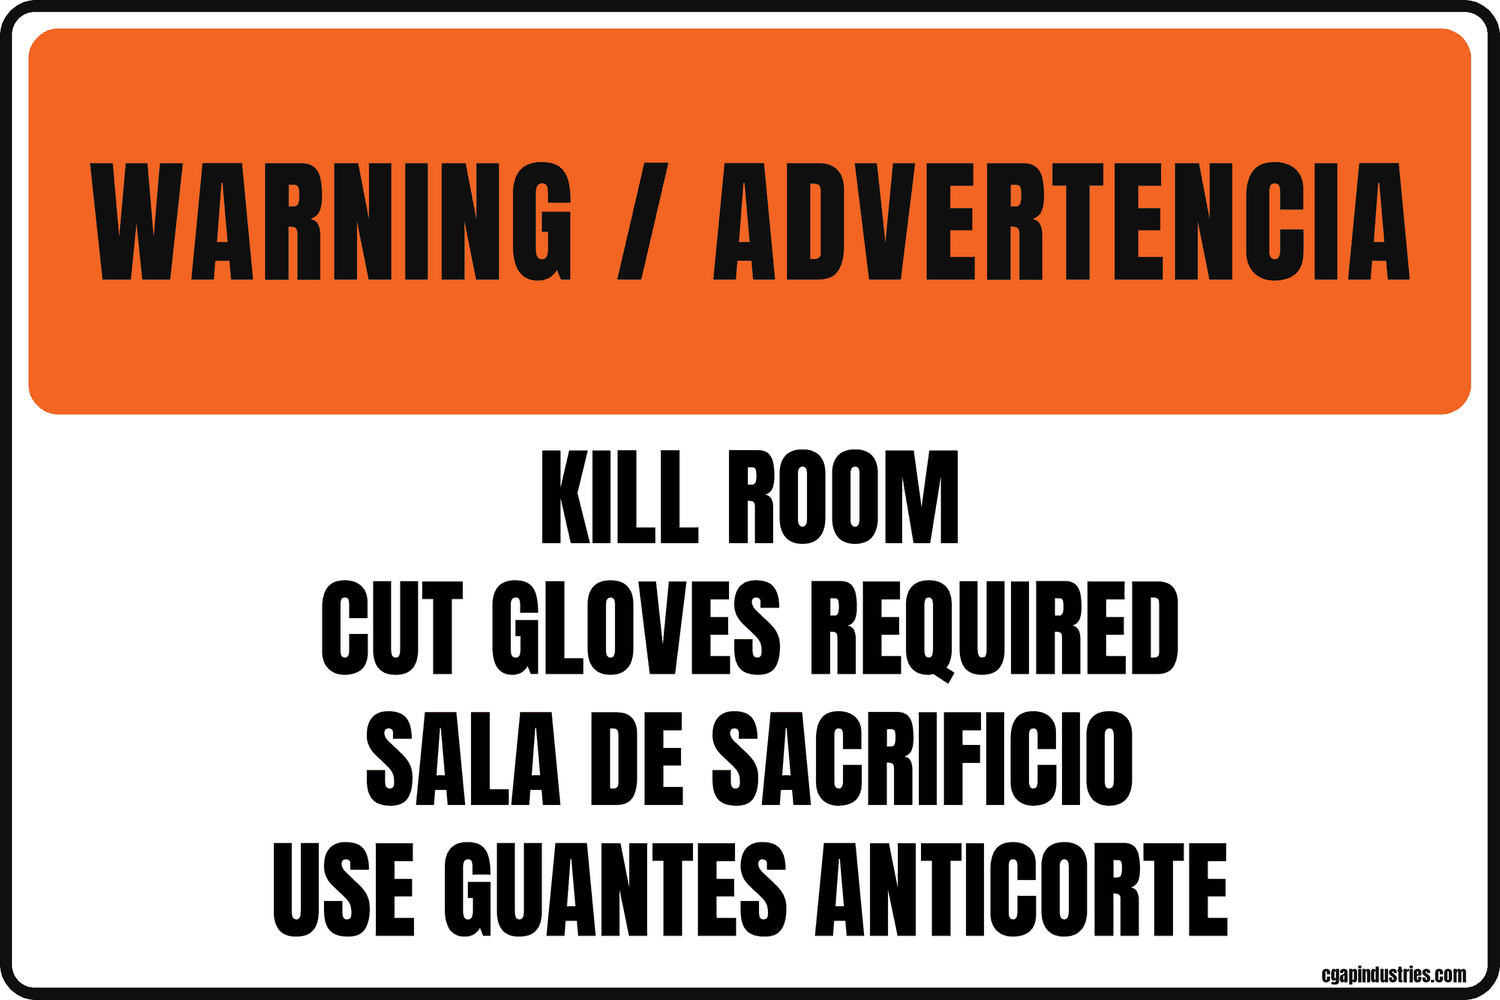 WARNING / ADVERTENCIA
KILL ROOM
CUT GLOVES REQUIRED
SALA DE SACRIFICIO
USE GUANTES ANTICORTE
cgapindustries.com